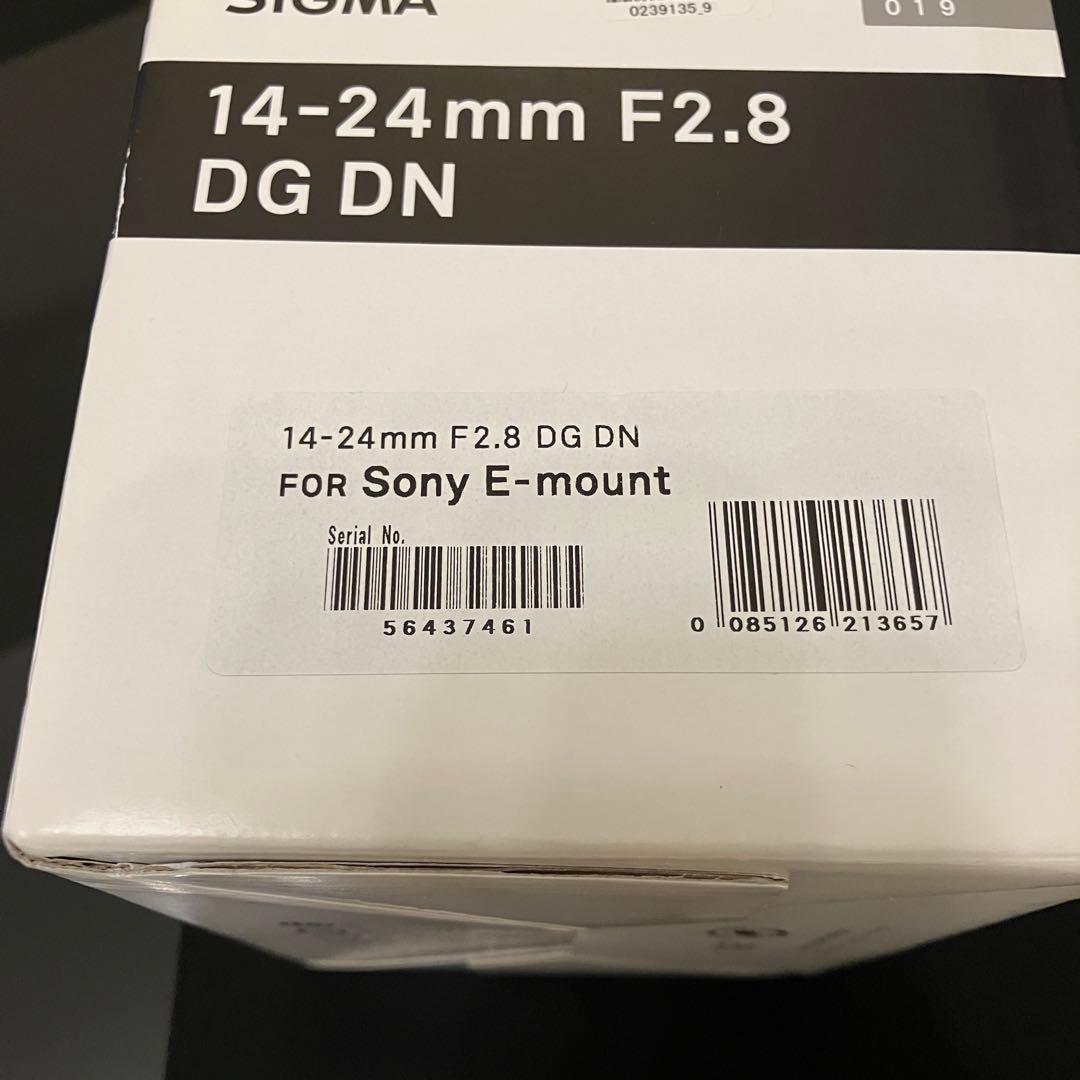 SIGMA
0239135_9
019
14-24mm F2.8
DG DN
14-24mm F2.8 DG DN
FOR Sony E-mount
Serial No.
56437461
0 085126 213657